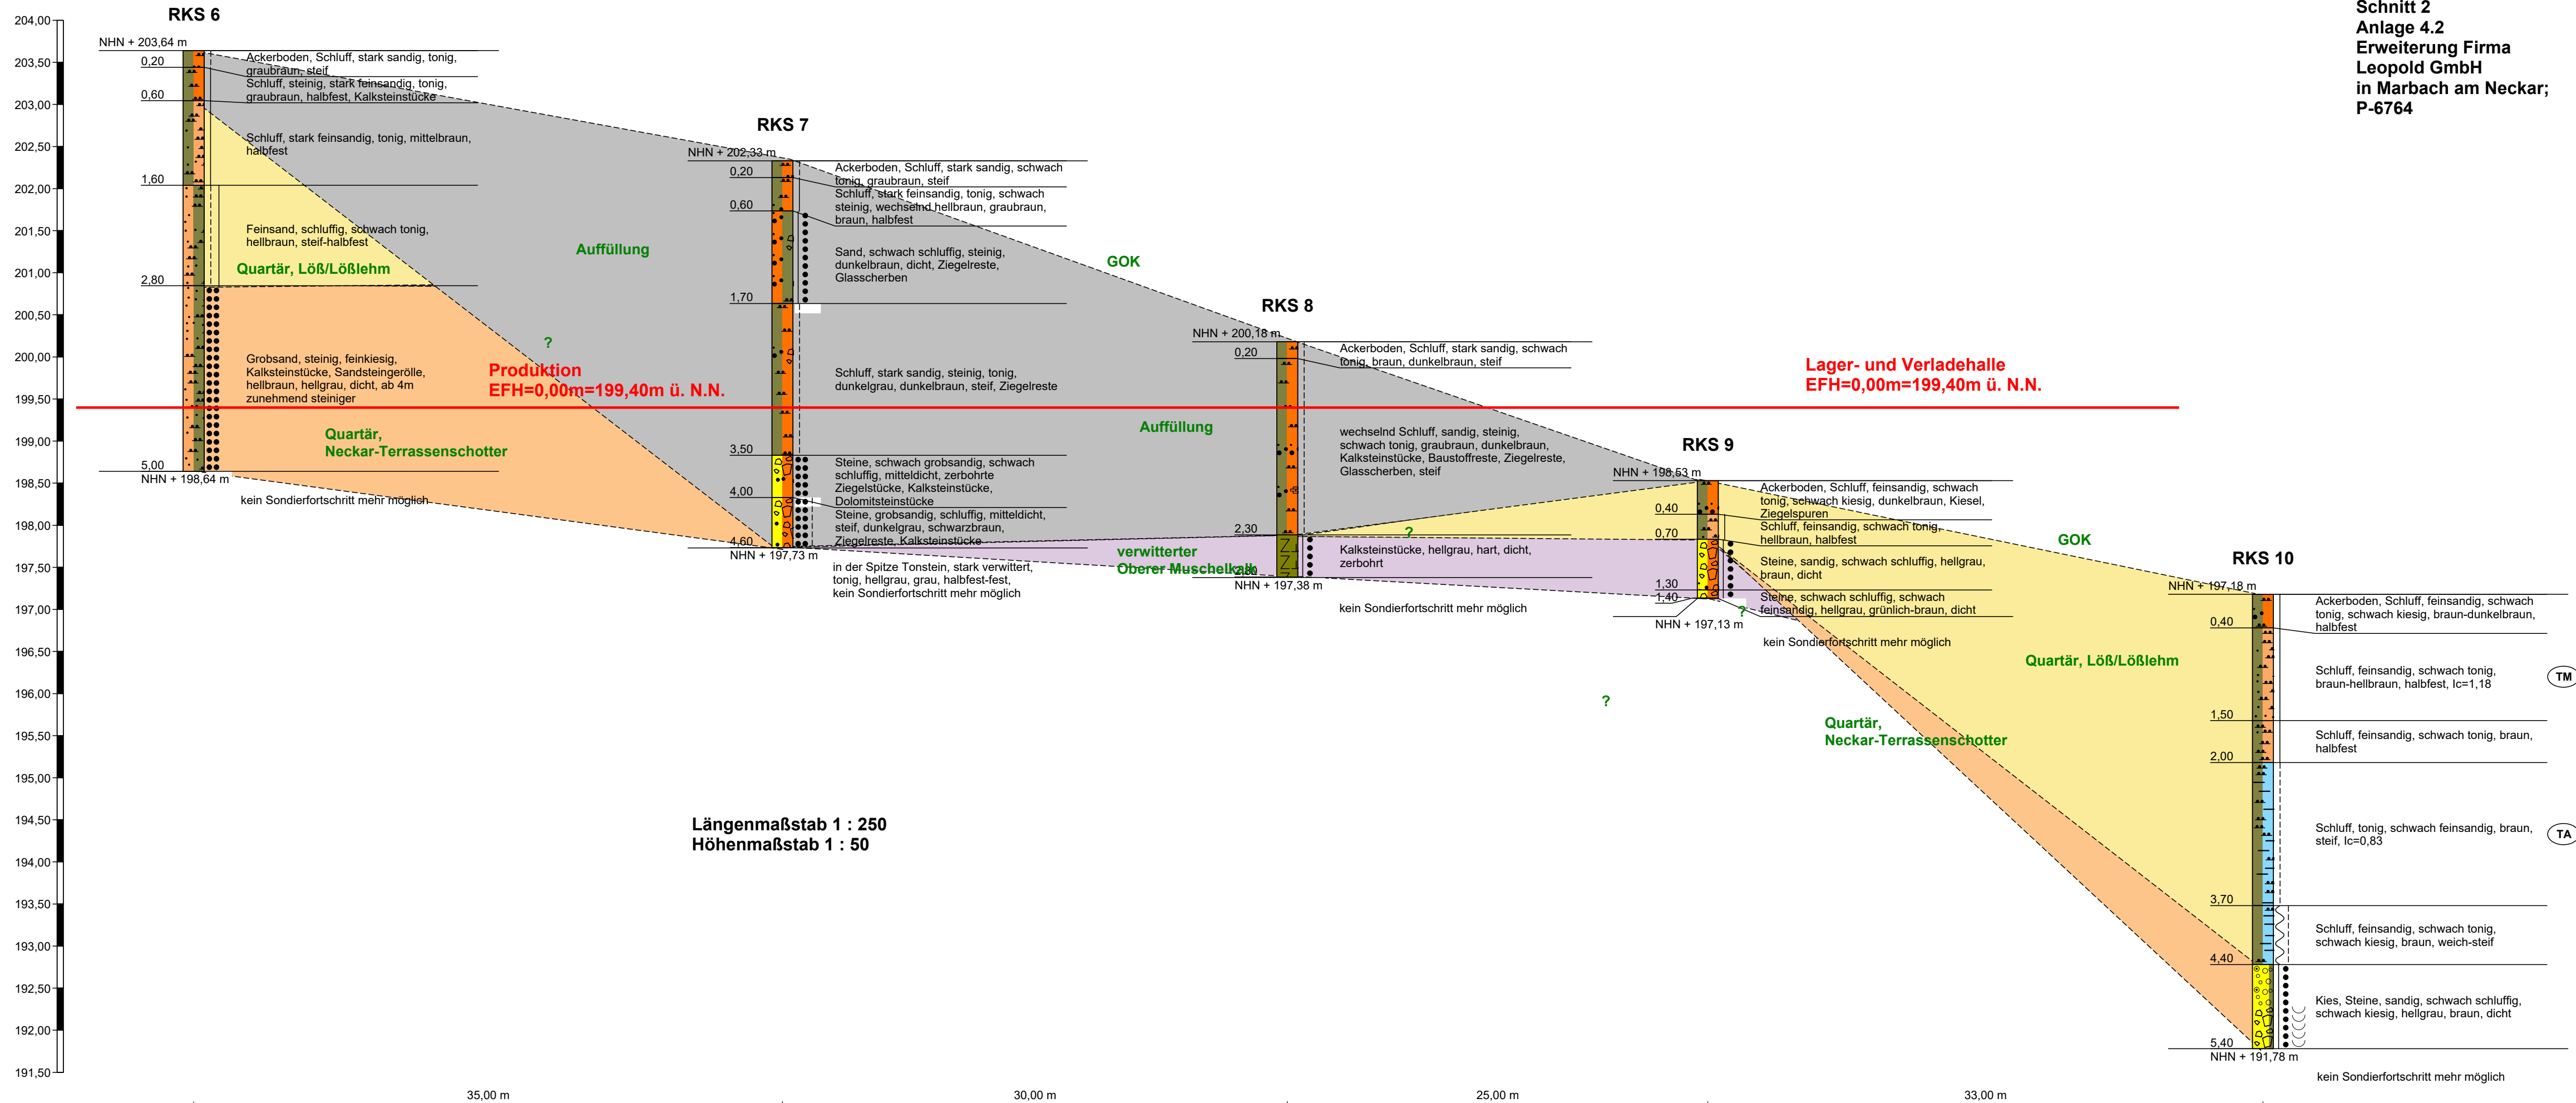 Schnitt 2
Anlage 4.2
Erweiterung Firma
Leopold GmbH
in Marbach am Neckar;
P-6764
204,00
203,50
203,00
202,50
202,00
201,50
201,00
200,50
200,00
199,50
199,00
198,50
198,00
197,50
197,00
196,50
196,00
195,50
195,00
194,50
194,00
193,50
193,00
192,50
192,00
191,50
RKS 6
NHN + 203,64 m
0,20
Ackerboden, Schluff, stark sandig, tonig,
graubraun, steif
0,60
Schluff, steinig, stark feinsandig, tonig,
graubraun, halbfest, Kalksteinstücke
1,60
Schluff, stark feinsandig, tonig, mittelbraun,
halbfest
2,80
Feinsand, schluffig, schwach tonig,
hellbraun, steif-halbfest
Quartär, Löß/Lößlehm
5,00
Grobsand, steinig, feinkiesig,
Kalksteinstücke, Sandsteingerölle,
hellbraun, hellgrau, dicht, ab 4m
zunehmend steiniger
Quartär,
Neckar-Terrassenschotter
NHN + 198,64 m
kein Sondierfortschritt mehr möglich
Auffüllung
?
Produktion
EFH=0,00m=199,40m ü. N.N.
RKS 7
NHN + 202,33 m
0,20
Ackerboden, Schluff, stark sandig, schwach
tonig, graubraun, steif
0,60
Schluff, stark feinsandig, tonig, schwach
steinig, wechselnd hellbraun, graubraun,
braun, halbfest
1,70
Sand, schwach schluffig, steinig,
dunkelbraun, dicht, Ziegelreste,
Glasscherben
3,50
Schluff, stark sandig, steinig, tonig,
dunkelgrau, dunkelbraun, steif, Ziegelreste
4,00
Steine, schwach grobsandig, schwach
schluffig, mitteldicht, zerbohrte
Ziegelstücke, Kalksteinstücke,
Dolomitsteinstücke
4,60
Steine, grobsandig, schluffig, mitteldicht,
steif, dunkelgrau, schwarzbraun,
Ziegelreste, Kalksteinstücke
NHN + 197,73 m
in der Spitze Tonstein, stark verwittert,
tonig, hellgrau, grau, halbfest-fest,
kein Sondierfortschritt mehr möglich
GOK
Auffüllung
verwitterter
Oberer Muschelkalk
RKS 8
NHN + 200,18 m
0,20
Ackerboden, Schluff, stark sandig, schwach
tonig, braun, dunkelbraun, steif
2,30
wechselnd Schluff, sandig, steinig,
schwach tonig, graubraun, dunkelbraun,
Kalksteinstücke, Baustoffreste, Ziegelreste,
Glasscherben, steif
2,80
Kalksteinstücke, hellgrau, hart, dicht,
zerbohrt
NHN + 197,38 m
kein Sondierfortschritt mehr möglich
?
?
Lager- und Verladehalle
EFH=0,00m=199,40m ü. N.N.
RKS 9
NHN + 198,53 m
0,40
Ackerboden, Schluff, feinsandig, schwach
tonig, schwach kiesig, dunkelbraun, Kiesel,
Ziegelspuren
0,70
Schluff, feinsandig, schwach tonig,
hellbraun, halbfest
1,30
Steine, sandig, schwach schluffig, hellgrau,
braun, dicht
1,40
Steine, schwach schluffig, schwach
feinsandig, hellgrau, grünlich-braun, dicht
?
NHN + 197,13 m
kein Sondierfortschritt mehr möglich
GOK
Quartär, Löß/Lößlehm
Quartär,
Neckar-Terrassenschotter
RKS 10
NHN + 197,18 m
0,40
Ackerboden, Schluff, feinsandig, schwach
tonig, schwach kiesig, braun-dunkelbraun,
halbfest
1,50
Schluff, feinsandig, schwach tonig,
braun-hellbraun, halbfest, Ic=1,18
TM
2,00
Schluff, feinsandig, schwach tonig, braun,
halbfest
3,70
Schluff, tonig, schwach feinsandig, braun,
steif, Ic=0,83
TA
4,40
Schluff, feinsandig, schwach tonig,
schwach kiesig, braun, weich-steif
5,40
Kies, Steine, sandig, schwach schluffig,
schwach kiesig, hellgrau, braun, dicht
NHN + 191,78 m
kein Sondierfortschritt mehr möglich
Längenmaßstab 1 : 250
Höhenmaßstab 1 : 50
35,00 m
30,00 m
25,00 m
33,00 m